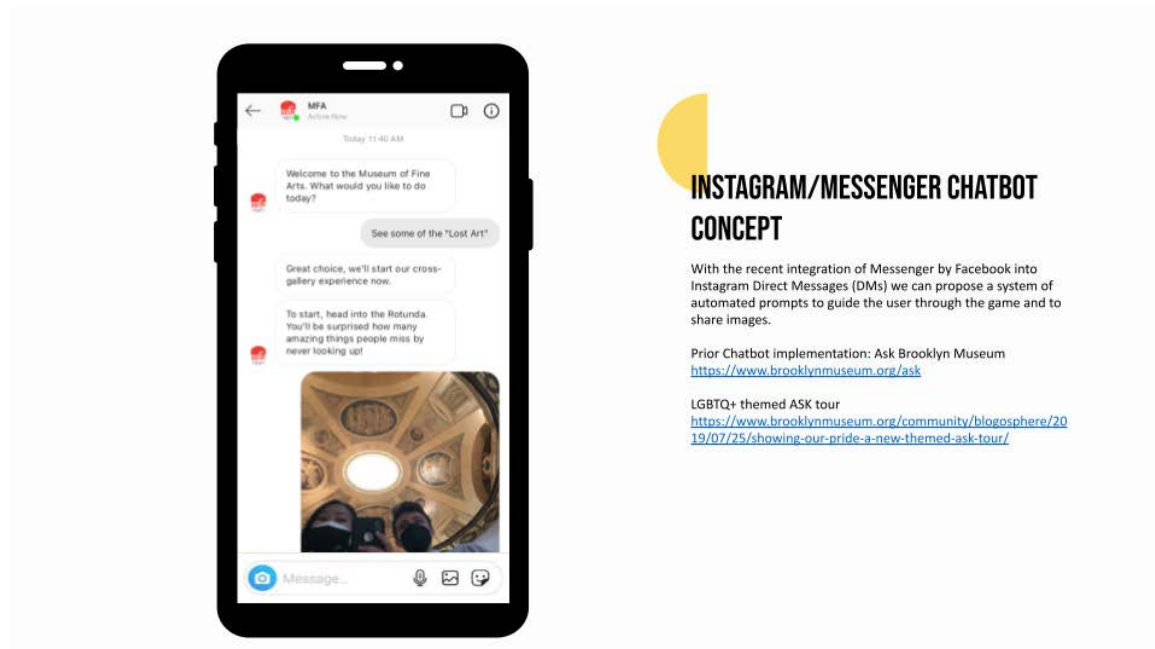 MFA
Active Now
Today 11:40 AM
Welcome to the Museum of Fine
Arts. What would you like to do
today?
See some of the "Lost Art"
Great choice, we'll start our cross-
gallery experience now.
To start, head into the Rotunda.
You'll be surprised how many
amazing things people miss by
never looking up!
Message...
INSTAGRAM/MESSENGER CHATBOT
CONCEPT
With the recent integration of Messenger by Facebook into
Instagram Direct Messages (DMs) we can propose a system of
automated prompts to guide the user through the game and to
share images.
Prior Chatbot implementation: Ask Brooklyn Museum
https://www.brooklynmuseum.org/ask
LGBTQ+ themed ASK tour
https://www.brooklynmuseum.org/community/blogosphere/20
19/07/25/showing-our-pride-a-new-themed-ask-tour/